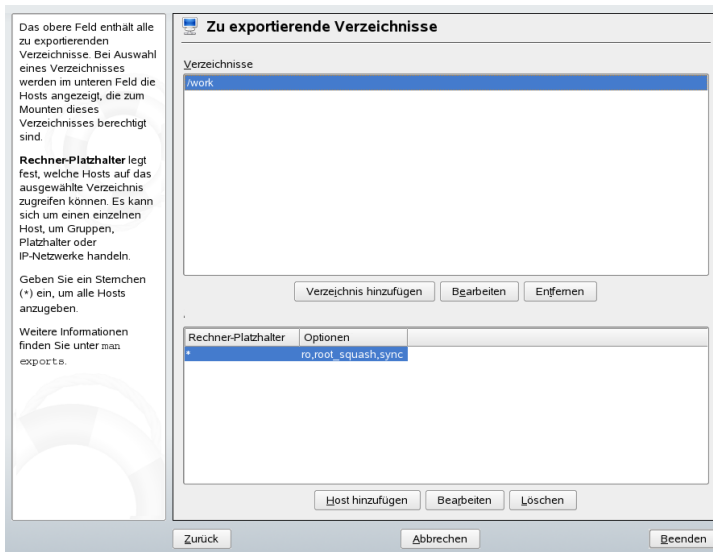 Das obere Feld enthält alle
zu exportierenden
Verzeichnisse. Bei Auswahl
eines Verzeichnisses
werden im unteren Feld die
Hosts angezeigt, die zum
Mounten dieses
Verzeichnisses berechtigt
sind.
Rechner-Platzhalter legt
fest, welche Hosts auf das
ausgewählte Verzeichnis
zugreifen können. Es kann
sich um einen einzelnen
Host, um Gruppen,
Platzhalter oder
IP-Netzwerke handeln.
Geben Sie ein Sternchen
(*) ein, um alle Hosts
anzugeben.
Weitere Informationen
finden Sie unter man
exports.
Zu exportierende Verzeichnisse
Verzeichnisse
/work
Verzeichnis hinzufügen Bearbeiten Entfernen
Rechner-Platzhalter Optionen
* ro,root_squash,sync
Host hinzufügen Bearbeiten Löschen
Zurück Abbrechen Beenden